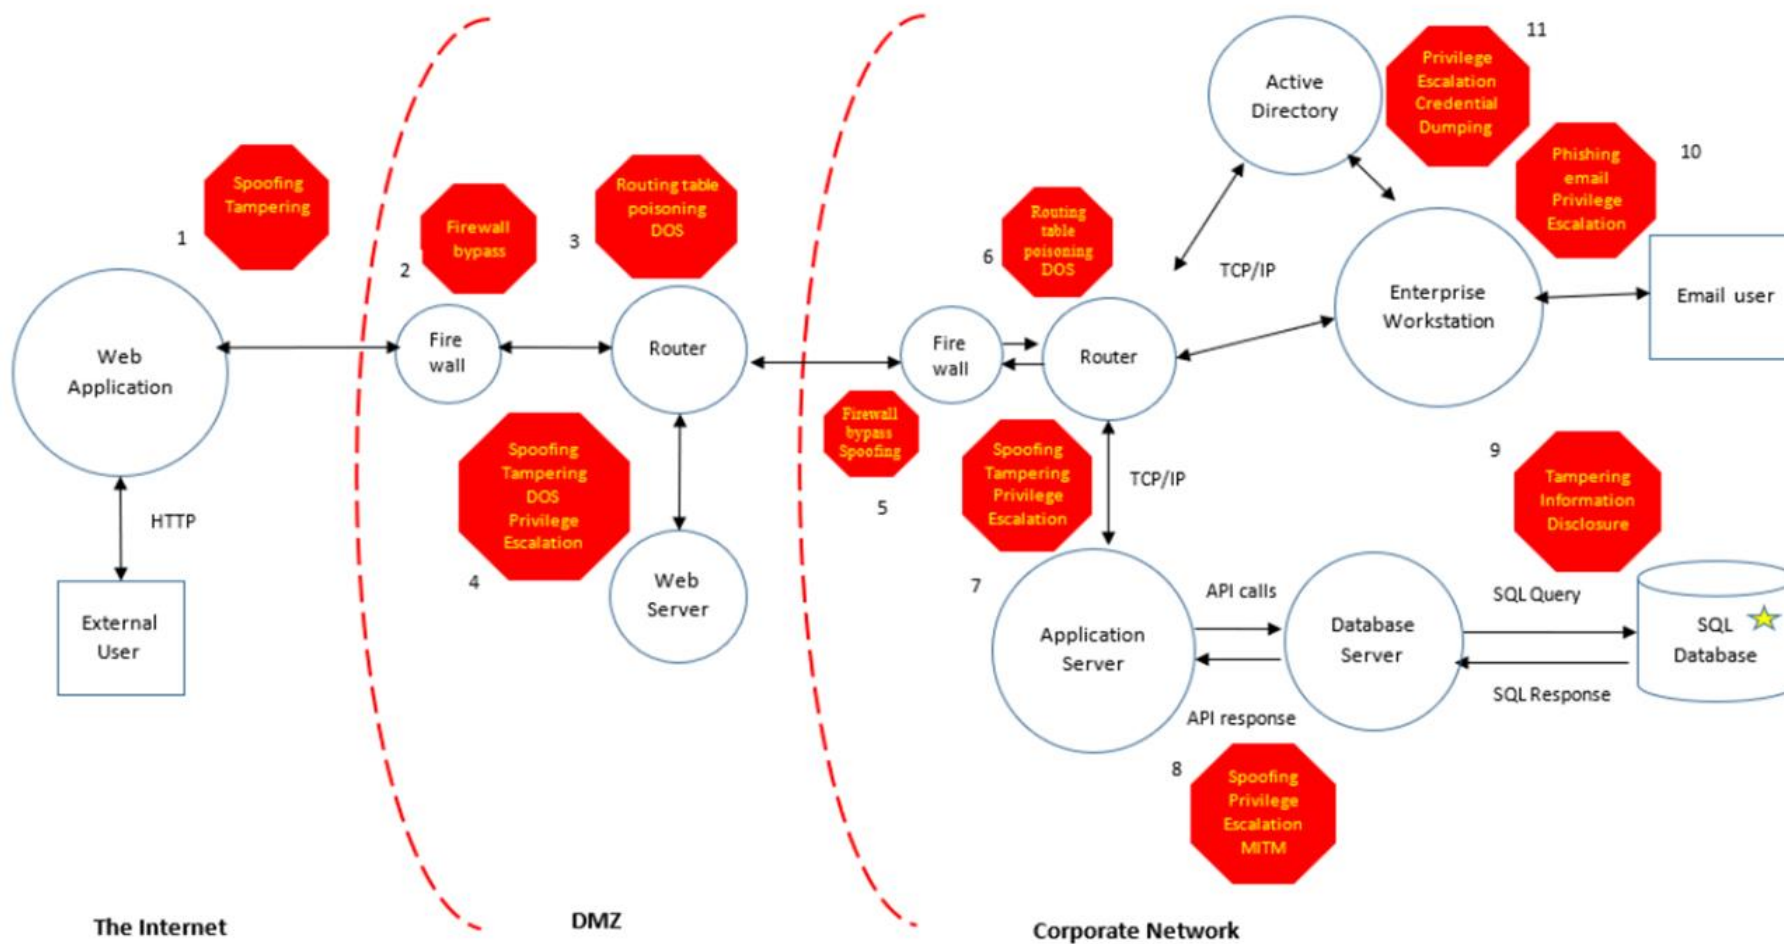 11
Privilege
Escalation
Credential
Dumping
Active
Directory
10
Phishing
email
Privilege
Escalation
1
Spoofing
Tampering
2
Firewall
bypass
3
Routing table
poisoning
DOS
6
Routing
table
poisoning
DOS
TCP/IP
Enterprise
Workstation
Email user
Web
Application
Fire
wall
Router
Fire
wall
Router
HTTP
External
User
4
Spoofing
Tampering
DOS
Privilege
Escalation
Web
Server
5
Firewall
bypass
Spoofing
7
Spoofing
Tampering
Privilege
Escalation
TCP/IP
9
Tampering
Information
Disclosure
Application
Server
API calls
API response
Database
Server
SQL Query
SQL Response
SQL
Database
8
Spoofing
Privilege
Escalation
MITM
The Internet
DMZ
Corporate Network